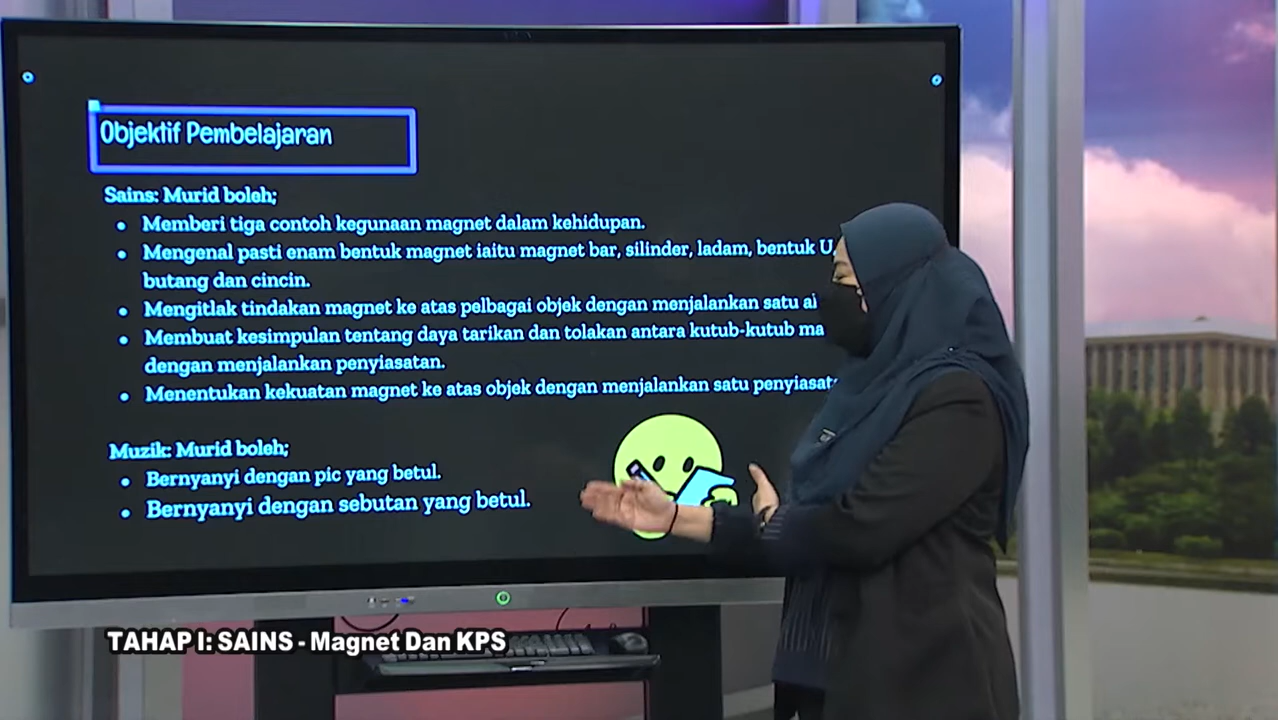 Objektif Pembelajaran
Sains: Murid boleh;
Memberi tiga contoh kegunaan magnet dalam kehidupan.
Mengenal pasti enam bentuk magnet iaitu magnet bar, silinder, ladam, bentuk U,
butang dan cincin.
Mengitlak tindakan magnet ke atas pelbagai objek dengan menjalankan satu
Membuat kesimpulan tentang daya tarikan dan tolakan antara kutub-kutub
dengan menjalankan penyiasatan.
Menentukan kekuatan magnet ke atas objek dengan menjalankan satu
Muzik: Murid boleh;
Bernyanyi dengan pic yang betul.
Bernyanyi dengan sebutan yang betul.
TAHAP I: SAINS - Magnet Dan KPS